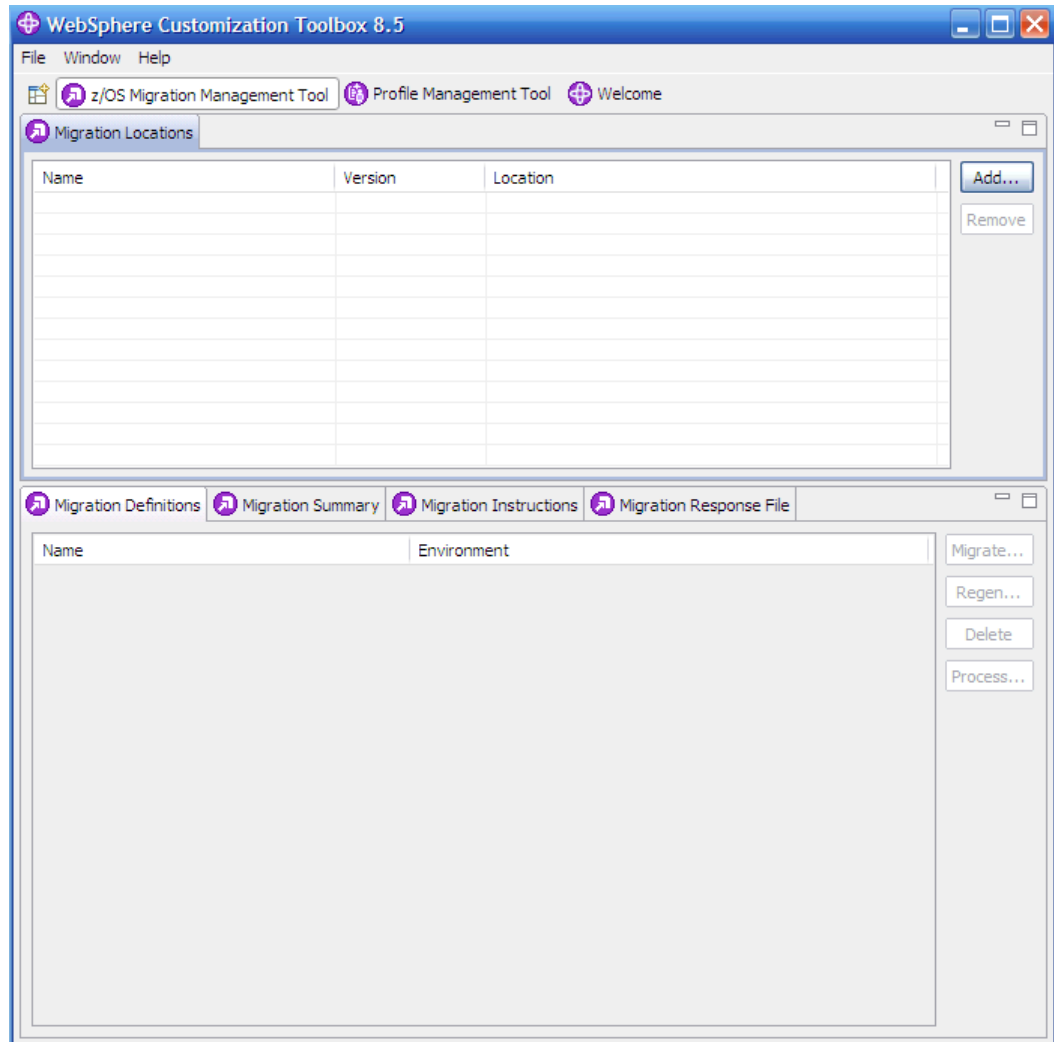 WebSphere Customization Toolbox 8.5
File Window Help
z/OS Migration Management Tool Profile Management Tool Welcome
Migration Locations
Name Version Location Add...
Remove
Migration Definitions Migration Summary Migration Instructions Migration Response File
Name Environment Migrate...
Regen...
Delete
Process...